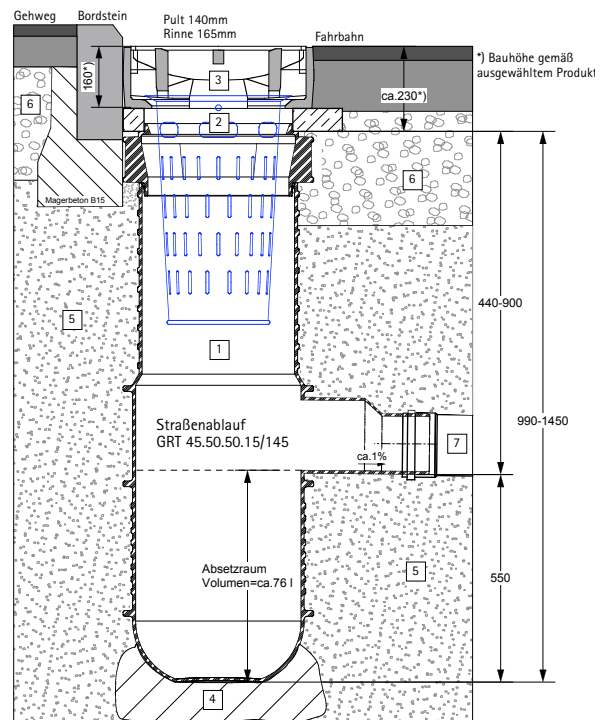 Gehweg
Bordstein
Pult 140mm
Rinne 165mm
Fahrbahn
*) Bauhöhe gemäß
ausgewähltem Produkt
160*)
3
ca.230*)
2
6
6
Magerbeton B15
5
1
440-900
Straßenablauf
GRT 45.50.50.15/145
990-1450
7
ca.1%
Absetzraum
Volumen=ca.76 l
5
550
4